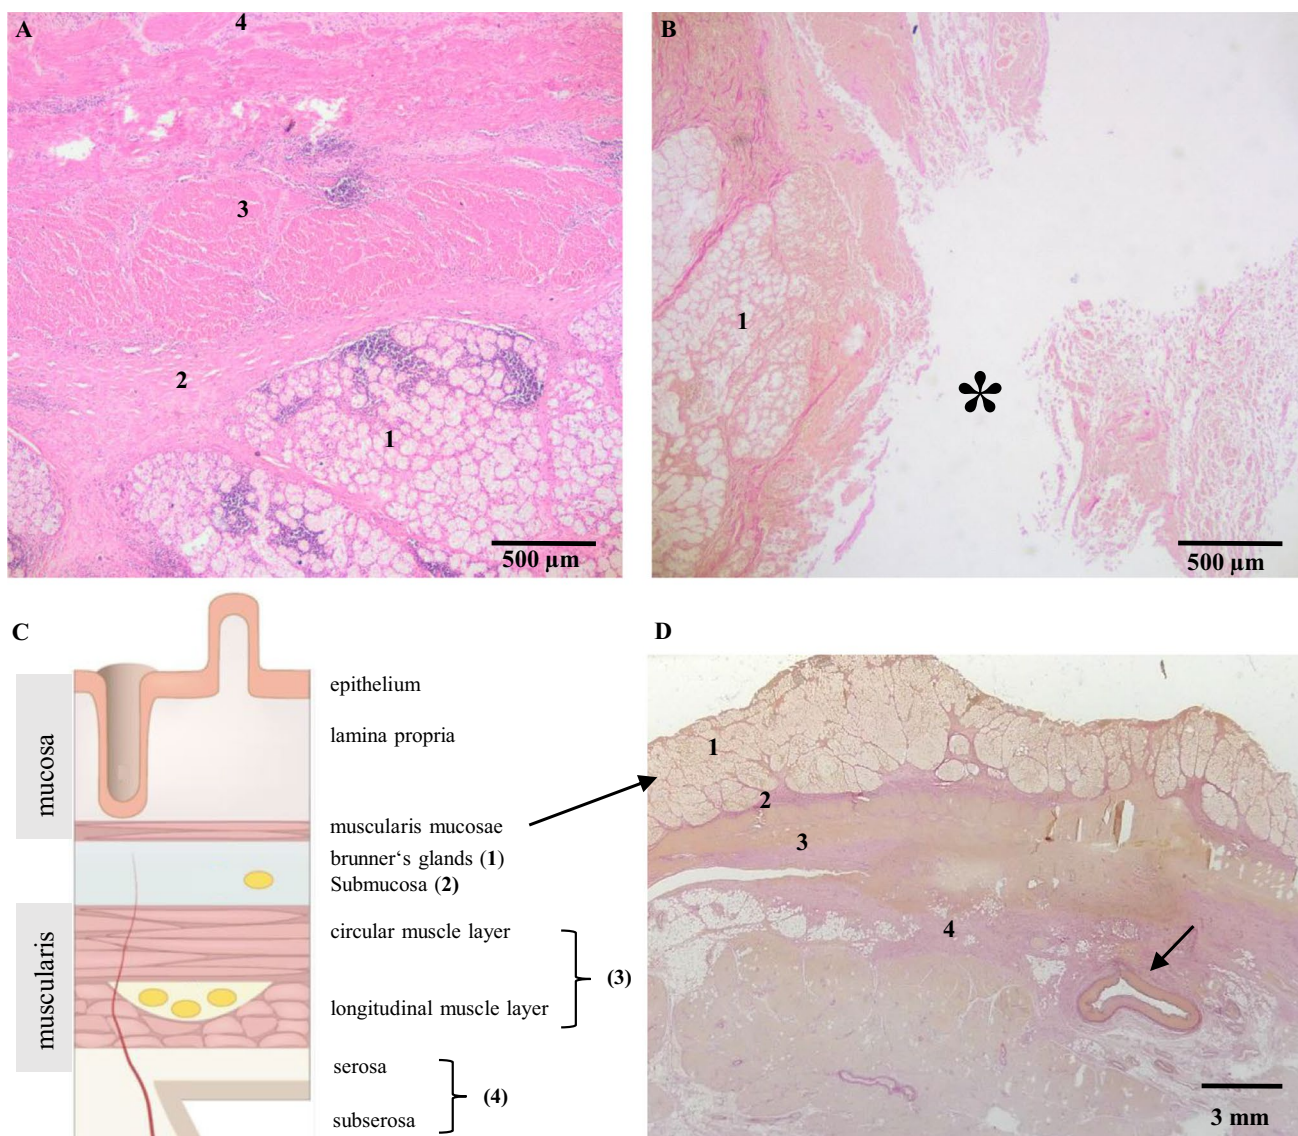 A
4
3
2
1
500 µm
B
1
*
500 µm
C
mucosa
muscularis
epithelium
lamina propria
muscularis mucosae
brunner‘s glands (1)
Submucosa (2)
circular muscle layer
(3)
longitudinal muscle layer
serosa
(4)
subserosa
D
1
2
3
4
3 mm